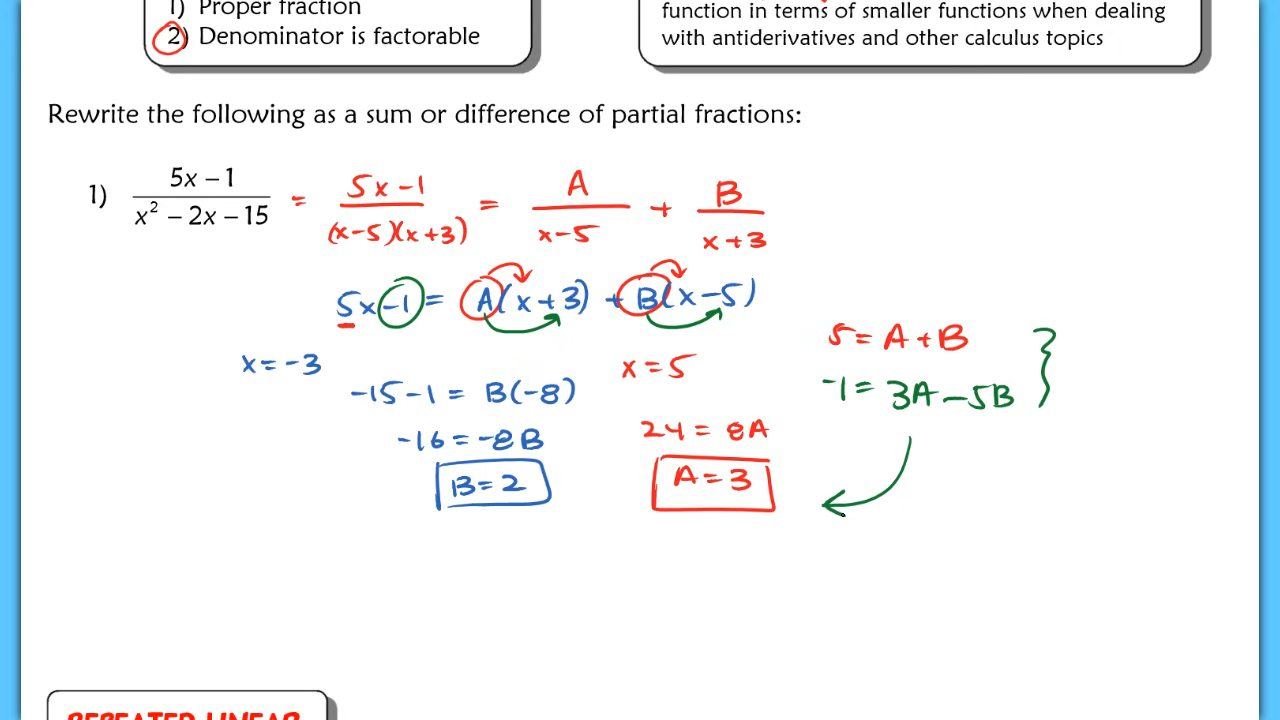 1) Proper fraction
2) Denominator is factorable
function in terms of smaller functions when dealing
with antiderivatives and other calculus topics
Rewrite the following as a sum or difference of partial fractions:
1) (5x – 1)/(x² – 2x – 15) = (5x - 1)/((x-5)(x+3)) = A/(x-5) + B/(x+3)
5x - 1 = A(x+3) + B(x-5)
x = -3
-15 - 1 = B(-8)
-16 = -8B
B = 2
x = 5
24 = 8A
A = 3
5 = A + B
-1 = 3A - 5B
REPEATED LINEAR